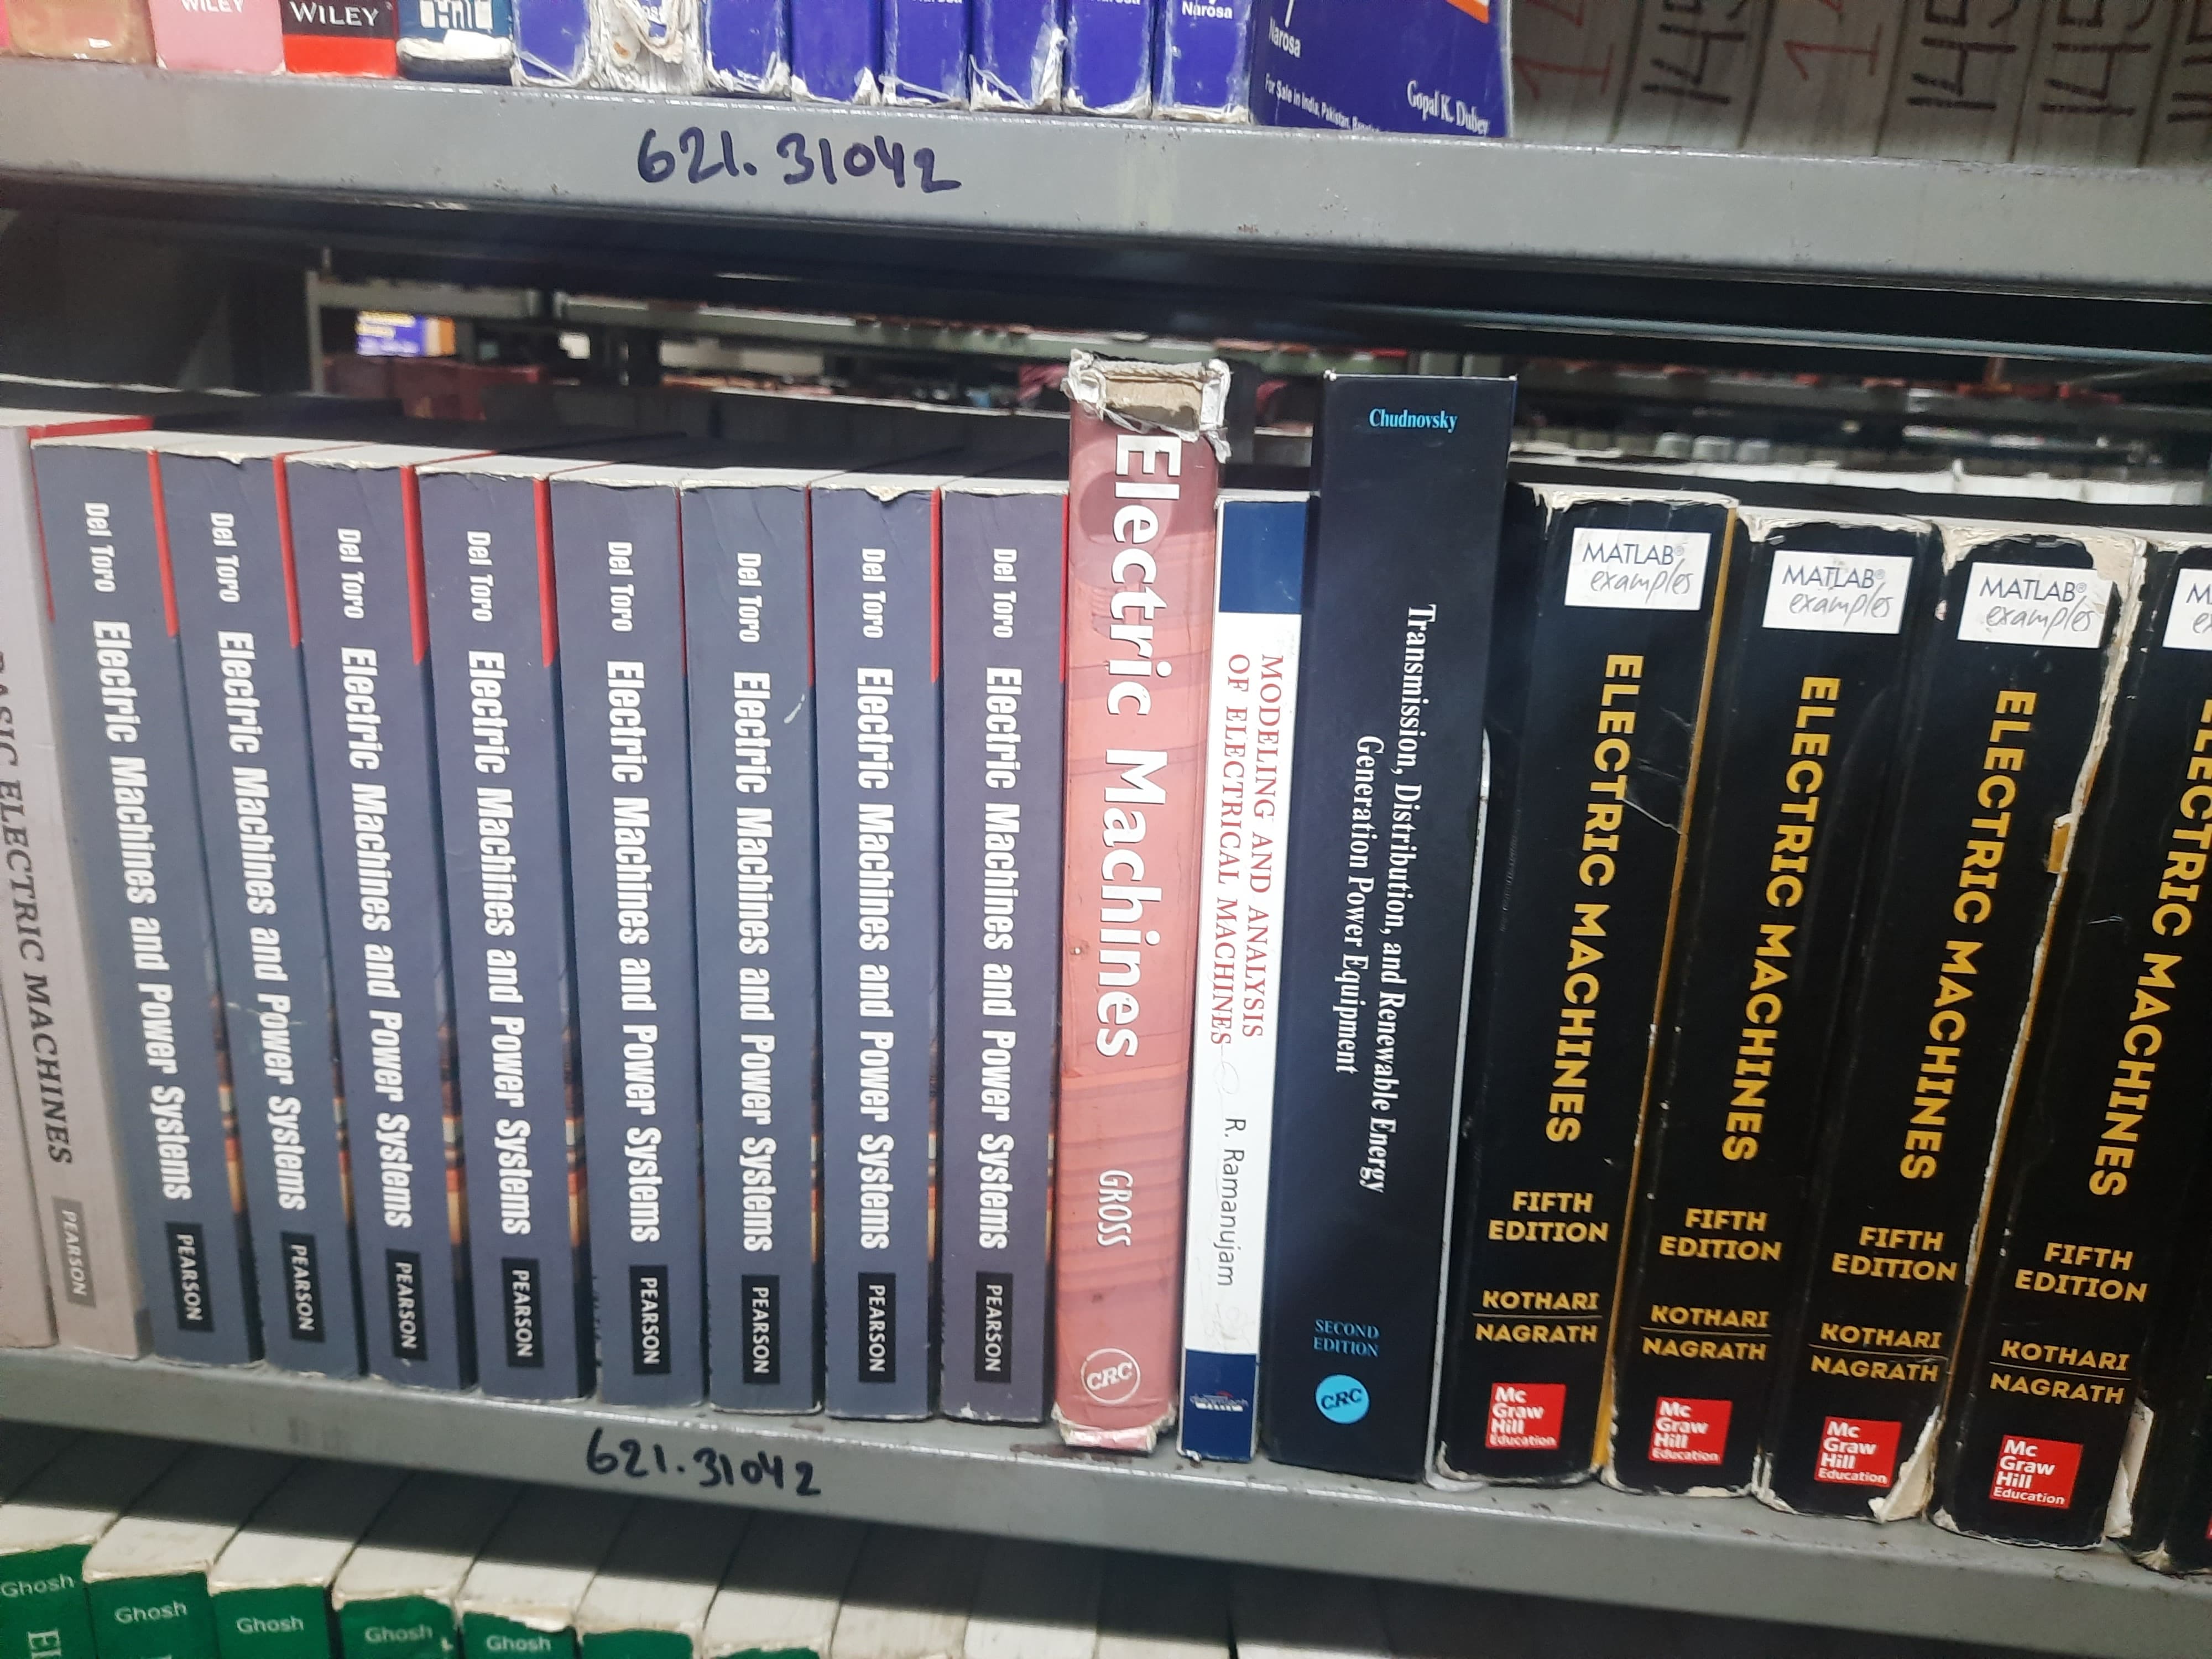 WILEY
WILEY
Narosa
Narosa
For Sale in India, Pakistan,
Gopal K. Dubey
621.31042
BASIC ELECTRIC MACHINES
PEARSON
Del Toro Electric Machines and Power Systems
PEARSON
Del Toro Electric Machines and Power Systems
PEARSON
Del Toro Electric Machines and Power Systems
PEARSON
Del Toro Electric Machines and Power Systems
PEARSON
Del Toro Electric Machines and Power Systems
PEARSON
Del Toro Electric Machines and Power Systems
PEARSON
Del Toro Electric Machines and Power Systems
PEARSON
Del Toro Electric Machines and Power Systems
PEARSON
Electric Machines
GROSS
CRC
MODELING AND ANALYSIS
OF ELECTRICAL MACHINES
R. Ramanujam
Chudnovsky
Transmission, Distribution, and Renewable Energy
Generation Power Equipment
SECOND
EDITION
CRC
MATLAB®
examples
ELECTRIC MACHINES
FIFTH
EDITION
KOTHARI
NAGRATH
Mc
Graw
Hill
Education
MATLAB®
examples
ELECTRIC MACHINES
FIFTH
EDITION
KOTHARI
NAGRATH
Mc
Graw
Hill
Education
MATLAB®
examples
ELECTRIC MACHINES
FIFTH
EDITION
KOTHARI
NAGRATH
Mc
Graw
Hill
Education
ELECTRIC MACHINES
FIFTH
EDITION
KOTHARI
NAGRATH
Mc
Graw
Hill
Education
621.31042
Ghosh
Ghosh
Ghosh
Ghosh
Ghosh